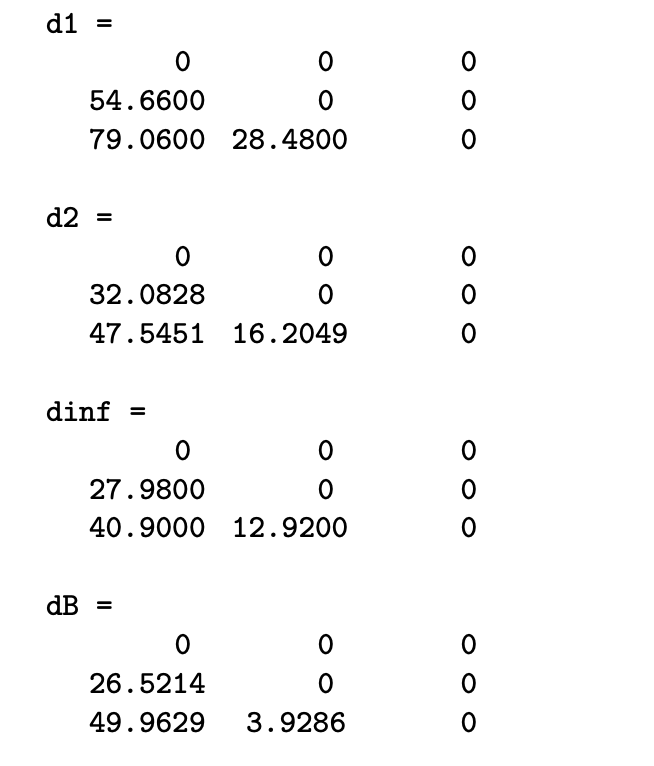 d1 =
0 0 0
54.6600 0 0
79.0600 28.4800 0
d2 =
0 0 0
32.0828 0 0
47.5451 16.2049 0
dinf =
0 0 0
27.9800 0 0
40.9000 12.9200 0
dB =
0 0 0
26.5214 0 0
49.9629 3.9286 0